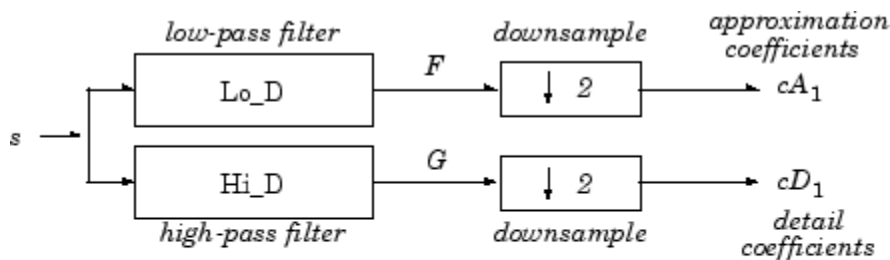 low-pass filter
downsample
approximation
coefficients
Lo_D
F
↓ 2
cA1
s
Hi_D
G
↓ 2
cD1
high-pass filter
downsample
detail
coefficients